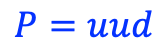 P = uud